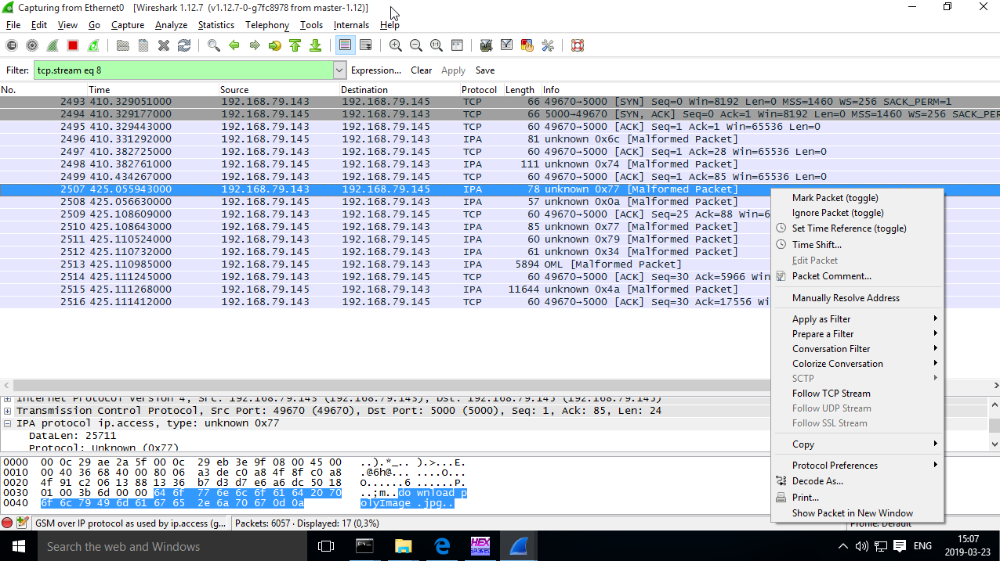 Capturing from Ethernet0 [Wireshark 1.12.7 (v1.12.7-0-g7fc8978 from master-1.12)]
File Edit View Go Capture Analyze Statistics Telephony Tools Internals Help
Filter: tcp.stream eq 8 Expression... Clear Apply Save
No. Time Source Destination Protocol Length Info
2493 410.329051000 192.168.79.143 192.168.79.145 TCP 66 49670→5000 [SYN] Seq=0 Win=8192 Len=0 MSS=1460 WS=256 SACK_PERM=1
2494 410.329177000 192.168.79.145 192.168.79.143 TCP 66 5000→49670 [SYN, ACK] Seq=0 Ack=1 Win=8192 Len=0 MSS=1460 WS=256 SACK_PER
2495 410.329443000 192.168.79.143 192.168.79.145 TCP 60 49670→5000 [ACK] Seq=1 Ack=1 Win=65536 Len=0
2496 410.331292000 192.168.79.145 192.168.79.143 IPA 81 unknown 0x6c [Malformed Packet]
2497 410.382725000 192.168.79.143 192.168.79.145 TCP 60 49670→5000 [ACK] Seq=1 Ack=28 Win=65536 Len=0
2498 410.382761000 192.168.79.145 192.168.79.143 IPA 111 unknown 0x74 [Malformed Packet]
2499 410.434267000 192.168.79.143 192.168.79.145 TCP 60 49670→5000 [ACK] Seq=1 Ack=85 Win=65536 Len=0
2507 425.055943000 192.168.79.143 192.168.79.145 IPA 78 unknown 0x77 [Malformed Packet]
2508 425.056630000 192.168.79.145 192.168.79.143 IPA 57 unknown 0x0a [Malformed Packet]
2509 425.108609000 192.168.79.143 192.168.79.145 TCP 60 49670→5000 [ACK] Seq=25 Ack=88 Win=6
2510 425.108643000 192.168.79.145 192.168.79.143 IPA 85 unknown 0x77 [Malformed Packet]
2511 425.110524000 192.168.79.143 192.168.79.145 IPA 60 unknown 0x79 [Malformed Packet]
2512 425.110732000 192.168.79.145 192.168.79.143 IPA 61 unknown 0x34 [Malformed Packet]
2513 425.110985000 192.168.79.145 192.168.79.143 IPA 5894 OML [Malformed Packet]
2514 425.111245000 192.168.79.143 192.168.79.145 TCP 60 49670→5000 [ACK] Seq=30 Ack=5966 Win
2515 425.111268000 192.168.79.145 192.168.79.143 IPA 11644 unknown 0x4a [Malformed Packet]
2516 425.111412000 192.168.79.143 192.168.79.145 TCP 60 49670→5000 [ACK] Seq=30 Ack=17556 Wi
Mark Packet (toggle)
Ignore Packet (toggle)
Set Time Reference (toggle)
Time Shift...
Edit Packet
Packet Comment...
Manually Resolve Address
Apply as Filter
Prepare a Filter
Conversation Filter
Colorize Conversation
SCTP
Follow TCP Stream
Follow UDP Stream
Follow SSL Stream
Copy
Protocol Preferences
Decode As...
Print...
Show Packet in New Window
Internet Protocol Version 4, Src: 192.168.79.143 (192.168.79.143), Dst: 192.168.79.145 (192.168.79.145)
Transmission Control Protocol, Src Port: 49670 (49670), Dst Port: 5000 (5000), Seq: 1, Ack: 85, Len: 24
IPA protocol ip.access, type: unknown 0x77
DataLen: 25711
Protocol: Unknown (0x77)
0000 00 0c 29 ae 2a 5f 00 0c 29 eb 3e 9f 08 00 45 00 ..).*_.. ).>...E.
0010 00 40 36 68 40 00 80 06 a3 de c0 a8 4f 8f c0 a8 .@6h@... ....O...
0020 4f 91 c2 06 13 88 13 36 b7 d3 d7 e6 a6 dc 50 18 O......6 ......P.
0030 01 00 3b 6d 00 00 64 6f 77 6e 6c 6f 61 64 20 70 ..;m..do wnload p
0040 6f 6c 79 49 6d 61 67 65 2e 6a 70 67 0d 0a olyImage .jpg..
GSM over IP protocol as used by ip.access (g... Packets: 6057 · Displayed: 17 (0,3%) Profile: Default
Search the web and Windows
HEX
ENG
15:07
2019-03-23